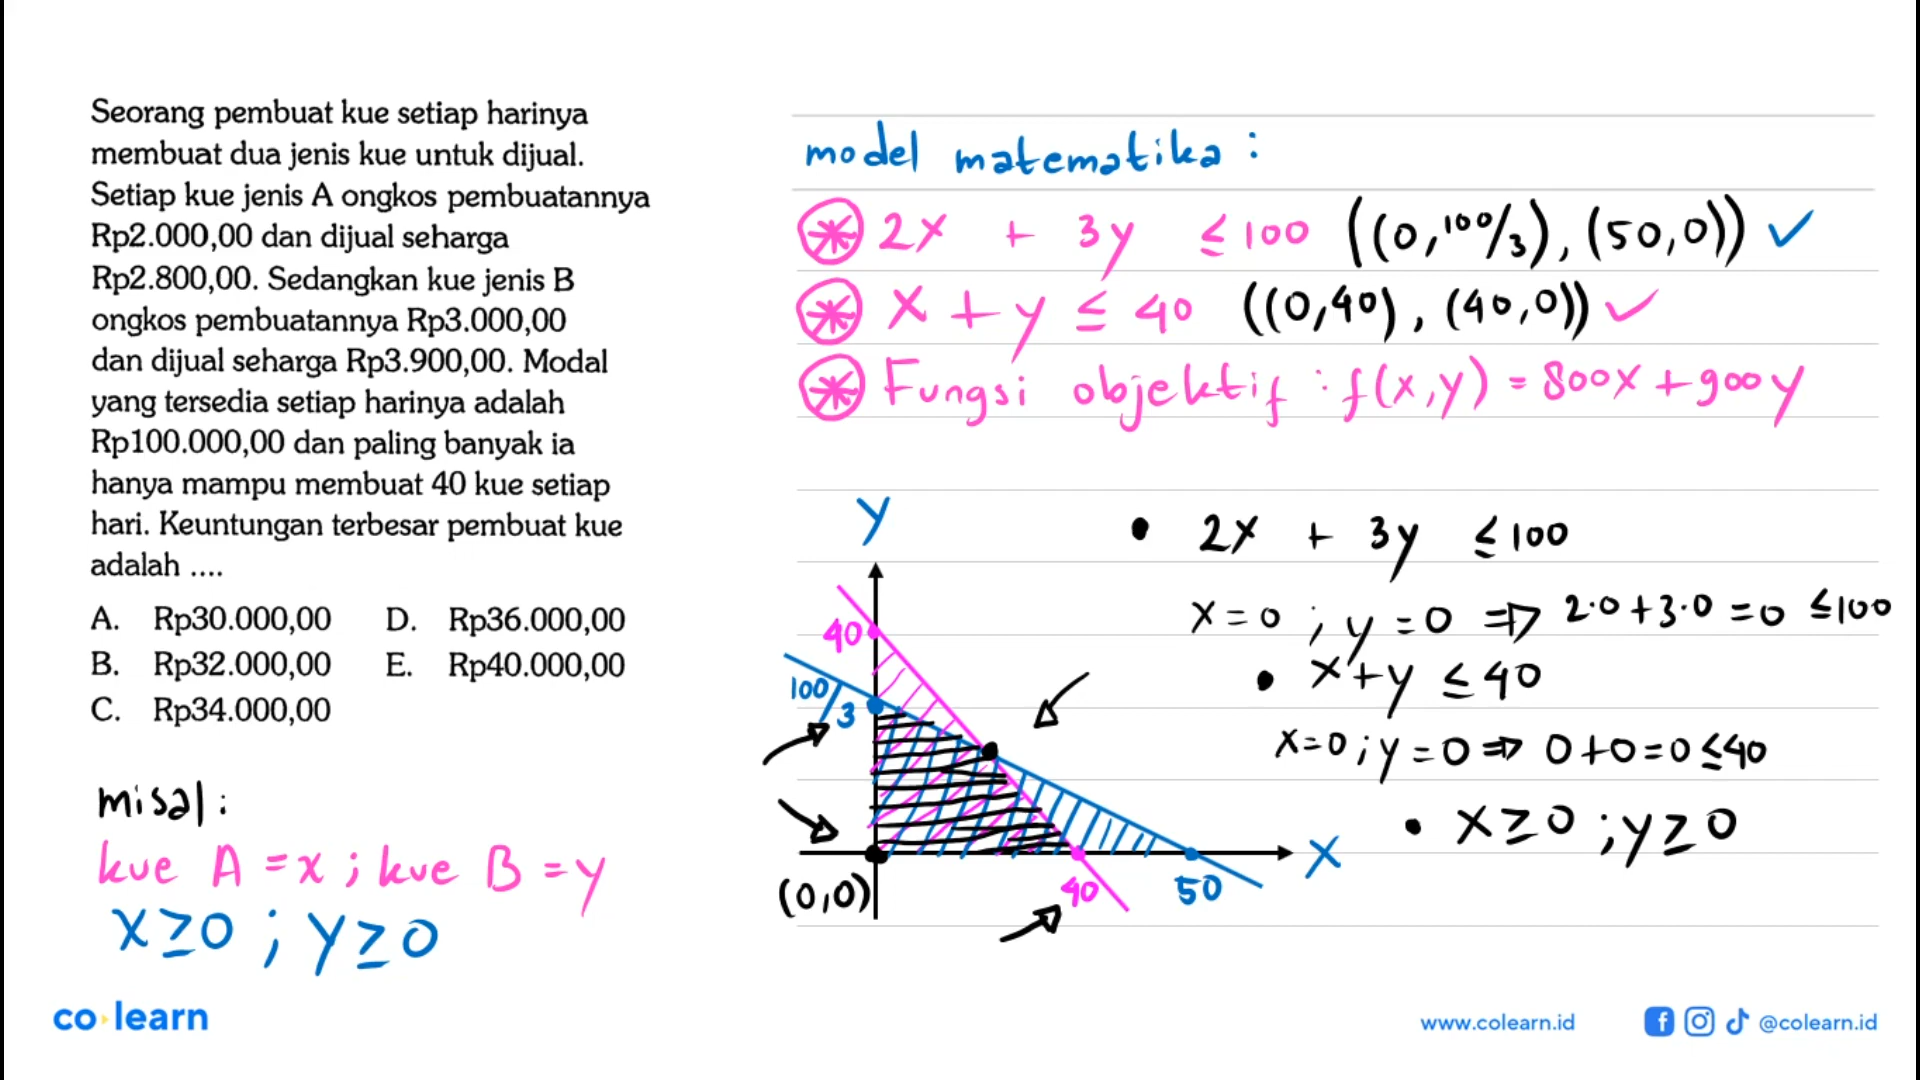 Seorang pembuat kue setiap harinya
membuat dua jenis kue untuk dijual.
Setiap kue jenis A ongkos pembuatannya
Rp2.000,00 dan dijual seharga
Rp2.800,00. Sedangkan kue jenis B
ongkos pembuatannya Rp3.000,00
dan dijual seharga Rp3.900,00. Modal
yang tersedia setiap harinya adalah
Rp100.000,00 dan paling banyak ia
hanya mampu membuat 40 kue setiap
hari. Keuntungan terbesar pembuat kue
adalah ....
A. Rp30.000,00 D. Rp36.000,00
B. Rp32.000,00 E. Rp40.000,00
C. Rp34.000,00
misal:
kue A = x ; kue B = y
x ≥ 0 ; y ≥ 0
model matematika :
2x + 3y ≤ 100 ((0, 100/3), (50,0)) ✓
x + y ≤ 40 ((0,40), (40,0)) ✓
Fungsi objektif : f(x,y) = 800x + 900y
Y
40
100/3
(0,0)
40
50
X
• 2x + 3y ≤ 100
x = 0 ; y = 0 ⇒ 2·0 + 3·0 = 0 ≤ 100
• x + y ≤ 40
x = 0 ; y = 0 ⇒ 0 + 0 = 0 ≤ 40
• x ≥ 0 ; y ≥ 0
co learn
www.colearn.id
@colearn.id